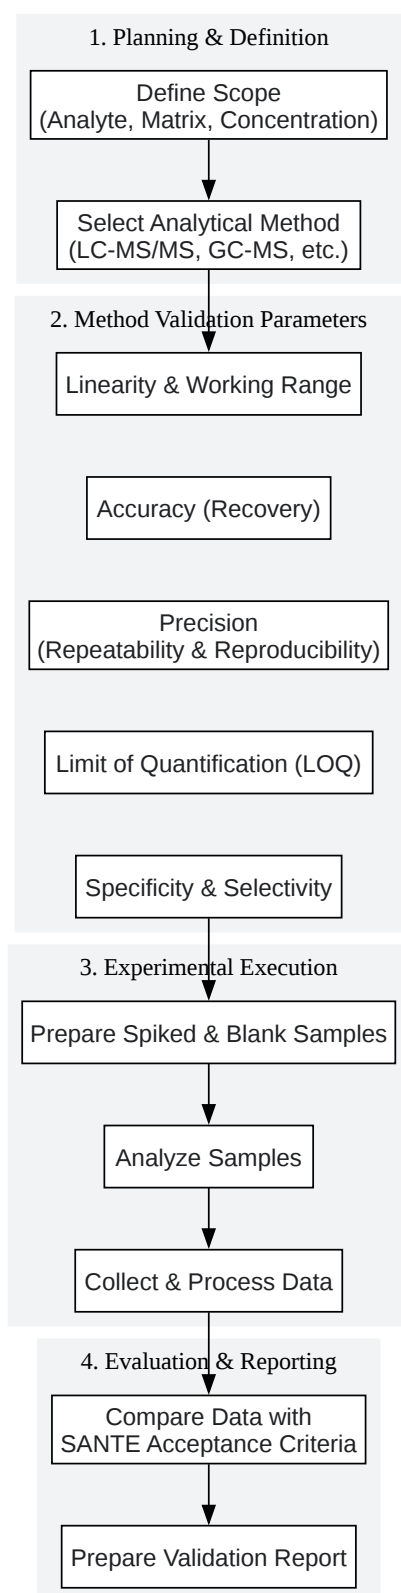 1. Planning & Definition
Define Scope
(Analyte, Matrix, Concentration)
Select Analytical Method
(LC-MS/MS, GC-MS, etc.)
2. Method Validation Parameters
Linearity & Working Range
Accuracy (Recovery)
Precision
(Repeatability & Reproducibility)
Limit of Quantification (LOQ)
Specificity & Selectivity
3. Experimental Execution
Prepare Spiked & Blank Samples
Analyze Samples
Collect & Process Data
4. Evaluation & Reporting
Compare Data with
SANTE Acceptance Criteria
Prepare Validation Report